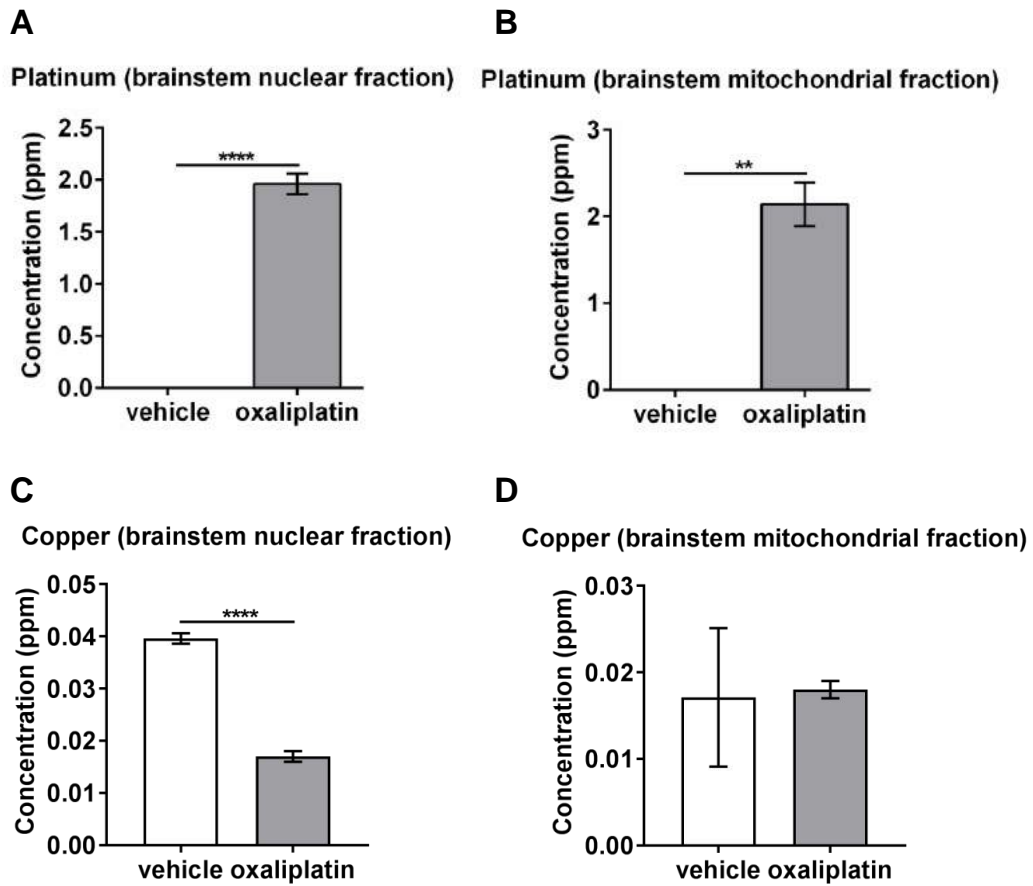 A
Platinum (brainstem nuclear fraction)
Concentration (ppm)
2.5
2.0
1.5
1.0
0.5
0.0
****
vehicle oxaliplatin
B
Platinum (brainstem mitochondrial fraction)
Concentration (ppm)
3
2
1
0
**
vehicle oxaliplatin
C
Copper (brainstem nuclear fraction)
Concentration (ppm)
0.05
0.04
0.03
0.02
0.01
0.00
****
vehicle oxaliplatin
D
Copper (brainstem mitochondrial fraction)
Concentration (ppm)
0.03
0.02
0.01
0.00
vehicle oxaliplatin